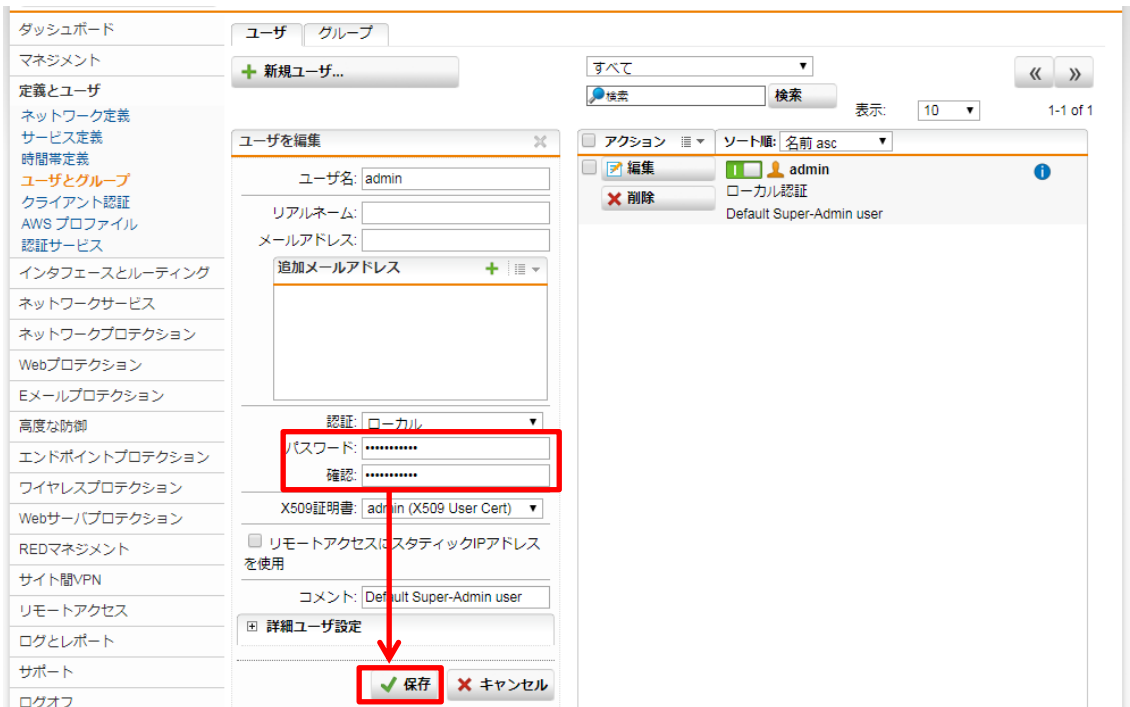 ダッシュボード
マネジメント
定義とユーザ
ネットワーク定義
サービス定義
時間帯定義
ユーザとグループ
クライアント認証
AWS プロファイル
認証サービス
インタフェースとルーティング
ネットワークサービス
ネットワークプロテクション
Webプロテクション
Eメールプロテクション
高度な防御
エンドポイントプロテクション
ワイヤレスプロテクション
Webサーバプロテクション
REDマネジメント
サイト間VPN
リモートアクセス
ログとレポート
サポート
ログオフ
ユーザ グループ
新規ユーザ...
ユーザを編集
ユーザ名: admin
リアルネーム:
メールアドレス:
追加メールアドレス
認証: ローカル
パスワード: •••••••••••
確認: •••••••••••
X509証明書: admin (X509 User Cert)
リモートアクセスにスタティックIPアドレス
を使用
コメント: Default Super-Admin user
詳細ユーザ設定
保存 キャンセル
すべて
検索 検索
表示: 10 1-1 of 1
アクション ソート順: 名前 asc
編集 admin
削除 ローカル認証
Default Super-Admin user